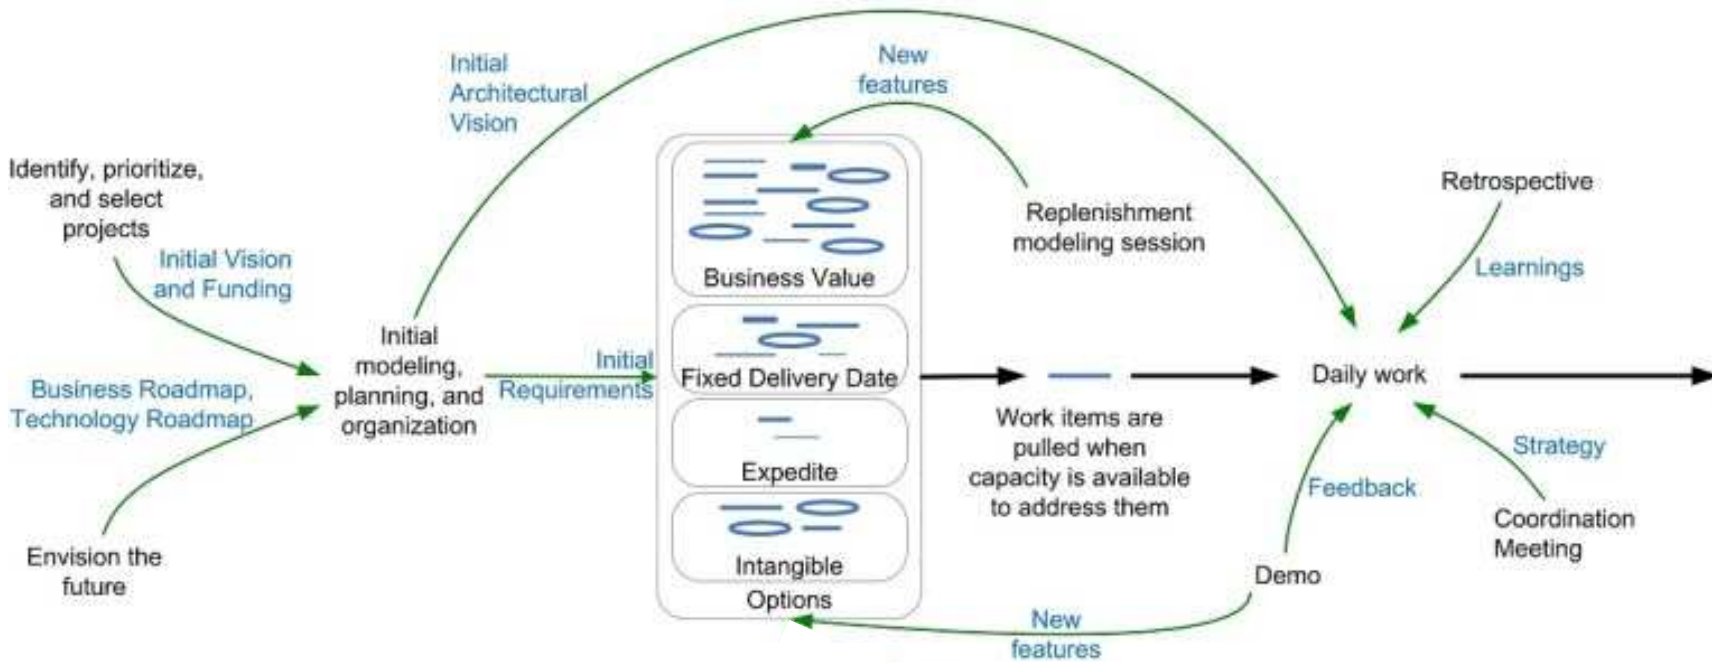 Initial
Architectural
Vision
New
features
Identify, prioritize,
and select
projects
Initial Vision
and Funding
Business Roadmap,
Technology Roadmap
Envision the
future
Initial
modeling,
planning, and
organization
Initial
Requirements
Business Value
Fixed Delivery Date
Expedite
Intangible
Options
Replenishment
modeling session
Work items are
pulled when
capacity is available
to address them
Retrospective
Learnings
Daily work
Strategy
Feedback
Coordination
Meeting
Demo
New
features